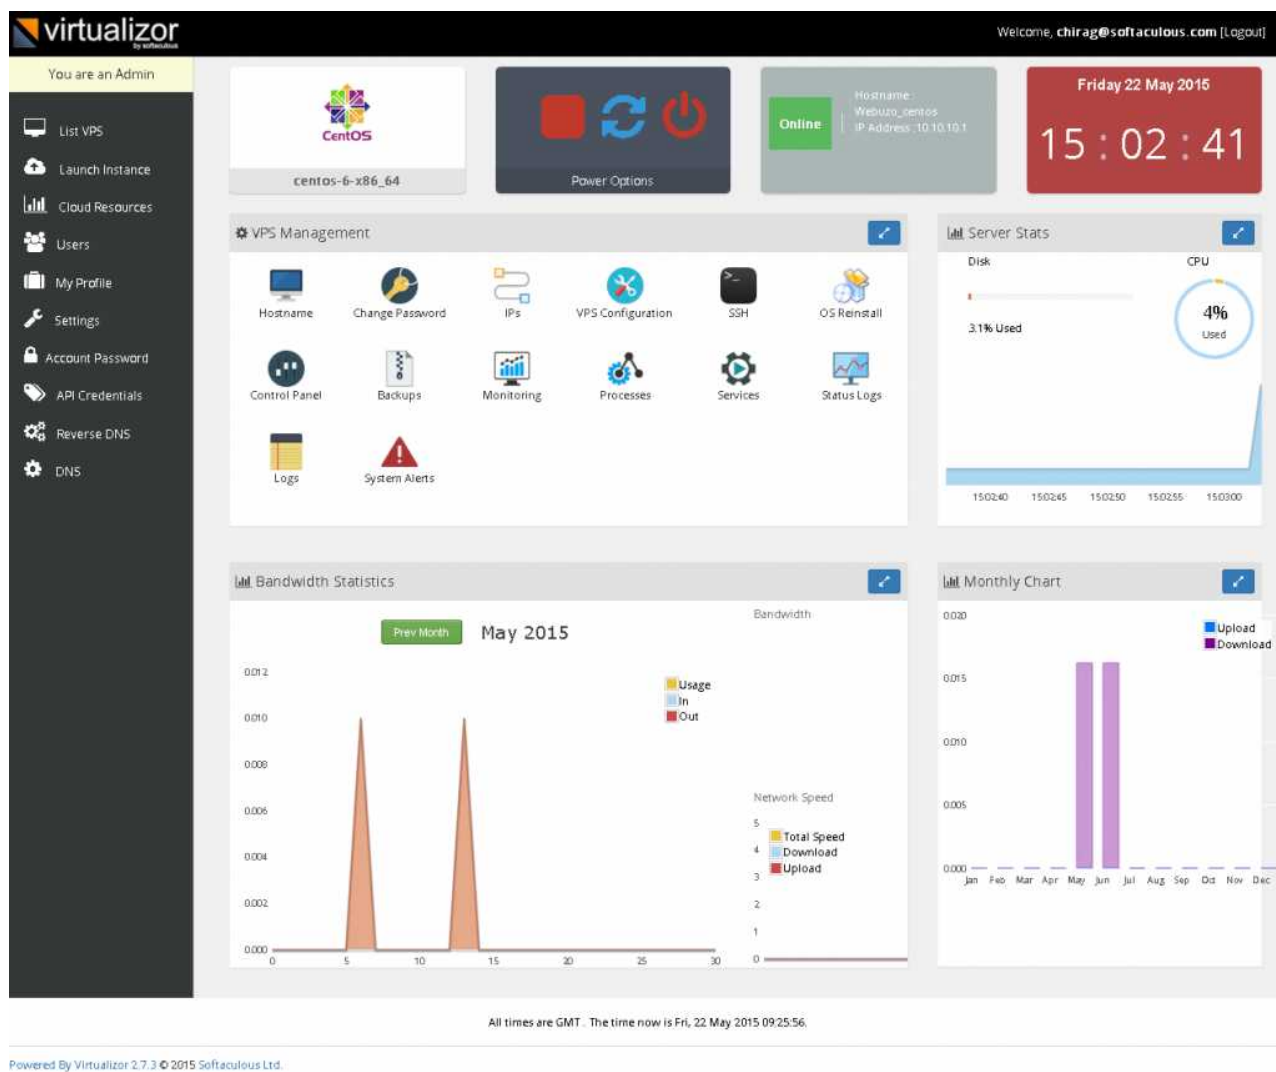 virtualizor
by softaculous
Welcome, chirag@softaculous.com [Logout]
You are an Admin
List VPS
Launch Instance
Cloud Resources
Users
My Profile
Settings
Account Password
API Credentials
Reverse DNS
DNS
CentOS
centos-6-x86_64
Power Options
Online
Hostname :
Webuzo_centos
IP Address :10.10.10.1
Friday 22 May 2015
15 : 02 : 41
VPS Management
Hostname
Change Password
IPs
VPS Configuration
SSH
OS Reinstall
Control Panel
Backups
Monitoring
Processes
Services
Status Logs
Logs
System Alerts
Server Stats
Disk
CPU
3.1% Used
4%
Used
15:02:40 15:02:45 15:02:50 15:02:55 15:03:00
Bandwidth Statistics
Prev Month
May 2015
Usage
In
Out
0.012
0.010
0.008
0.006
0.004
0.002
0.000
0 5 10 15 20 25 30
Bandwidth
Network Speed
Total Speed
Download
Upload
5
4
3
2
1
0
Monthly Chart
Upload
Download
0.020
0.015
0.010
0.005
0.000
Jan Feb Mar Apr May Jun Jul Aug Sep Oct Nov Dec
All times are GMT . The time now is Fri, 22 May 2015 09:25:56.
Powered By Virtualizor 2.7.3 © 2015 Softaculous Ltd.